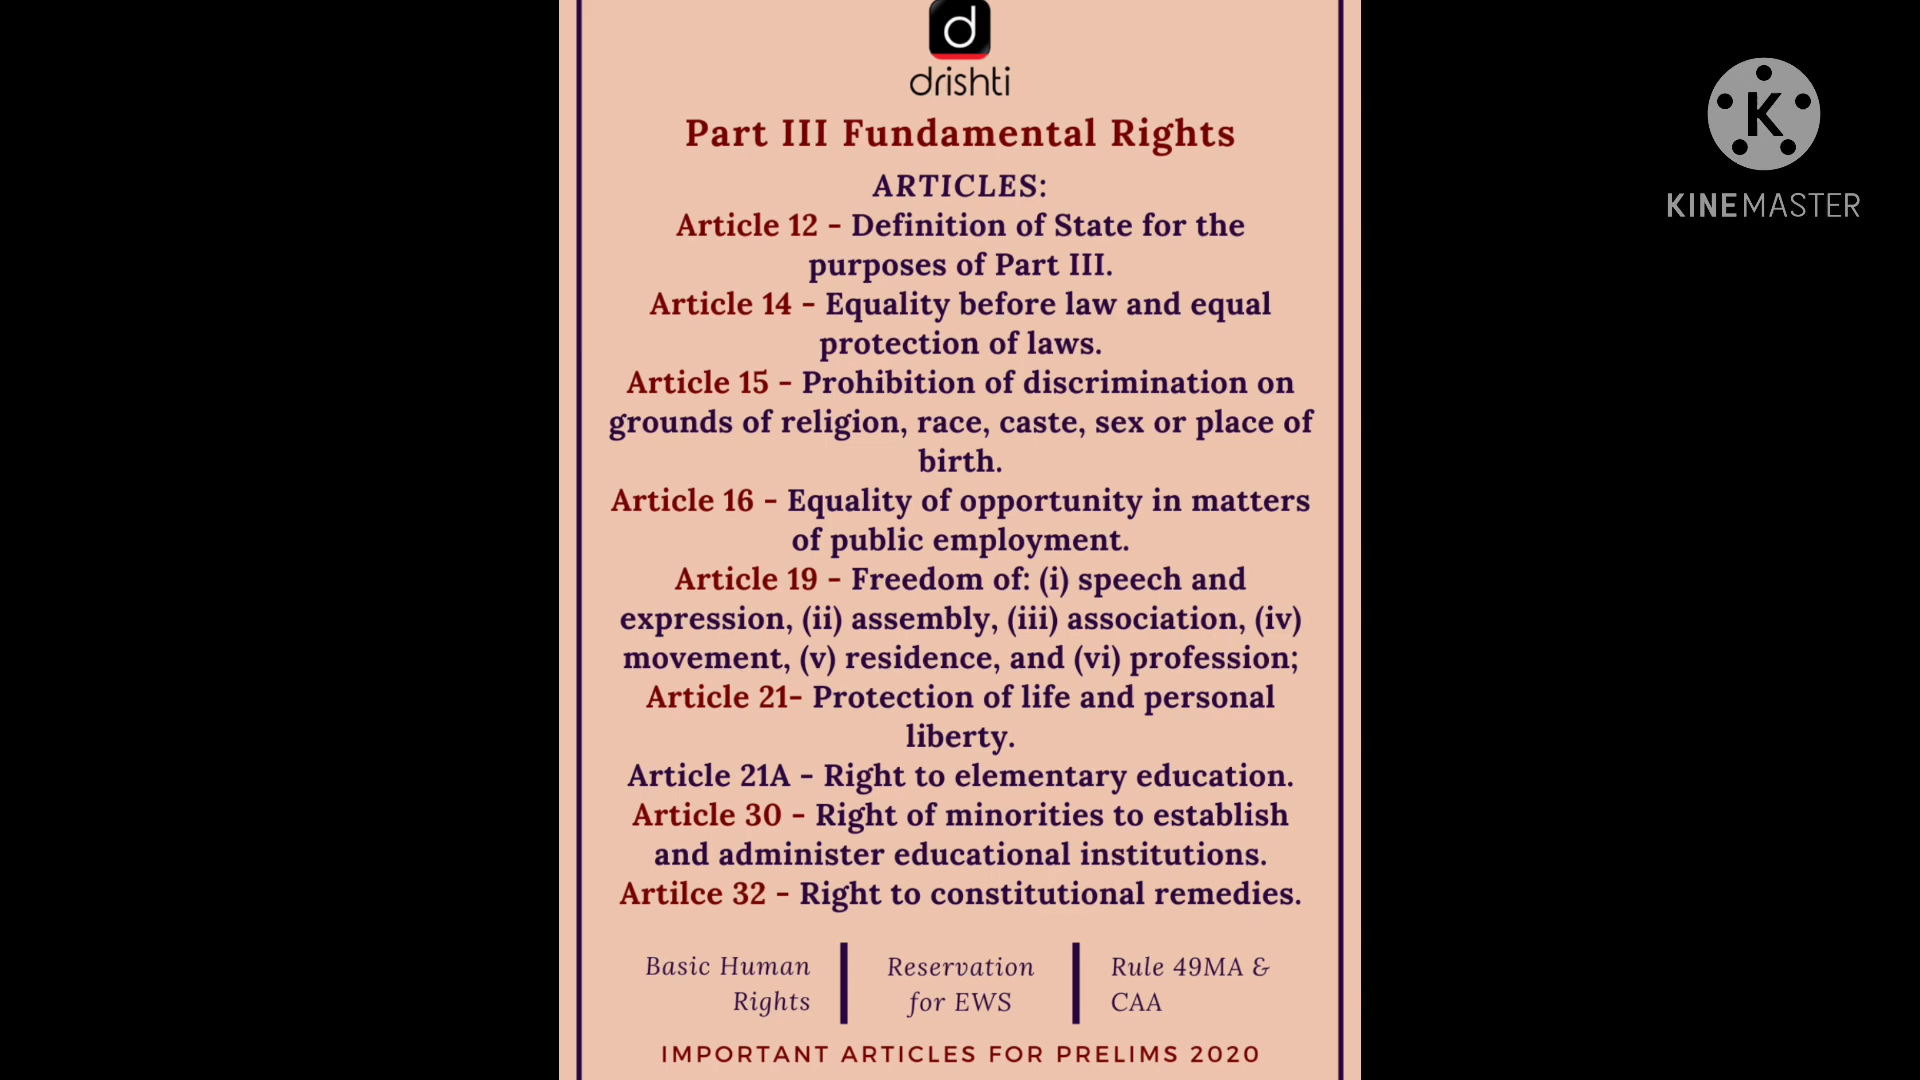 d
drishti
Part III Fundamental Rights
ARTICLES:
Article 12 - Definition of State for the
purposes of Part III.
Article 14 - Equality before law and equal
protection of laws.
Article 15 - Prohibition of discrimination on
grounds of religion, race, caste, sex or place of
birth.
Article 16 - Equality of opportunity in matters
of public employment.
Article 19 - Freedom of: (i) speech and
expression, (ii) assembly, (iii) association, (iv)
movement, (v) residence, and (vi) profession;
Article 21- Protection of life and personal
liberty.
Article 21A - Right to elementary education.
Article 30 - Right of minorities to establish
and administer educational institutions.
Artilce 32 - Right to constitutional remedies.
Basic Human
Rights
Reservation
for EWS
Rule 49MA &
CAA
IMPORTANT ARTICLES FOR PRELIMS 2020
K
KINEMASTER